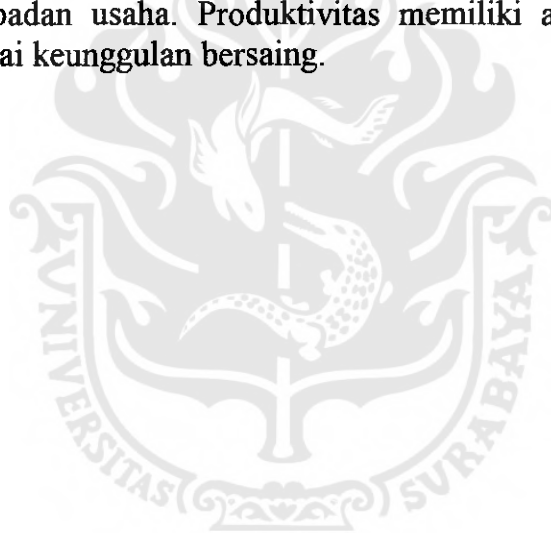 badan usaha. Produktivitas memiliki a
ai keunggulan bersaing.
UNIVERSITAS SURABAYA